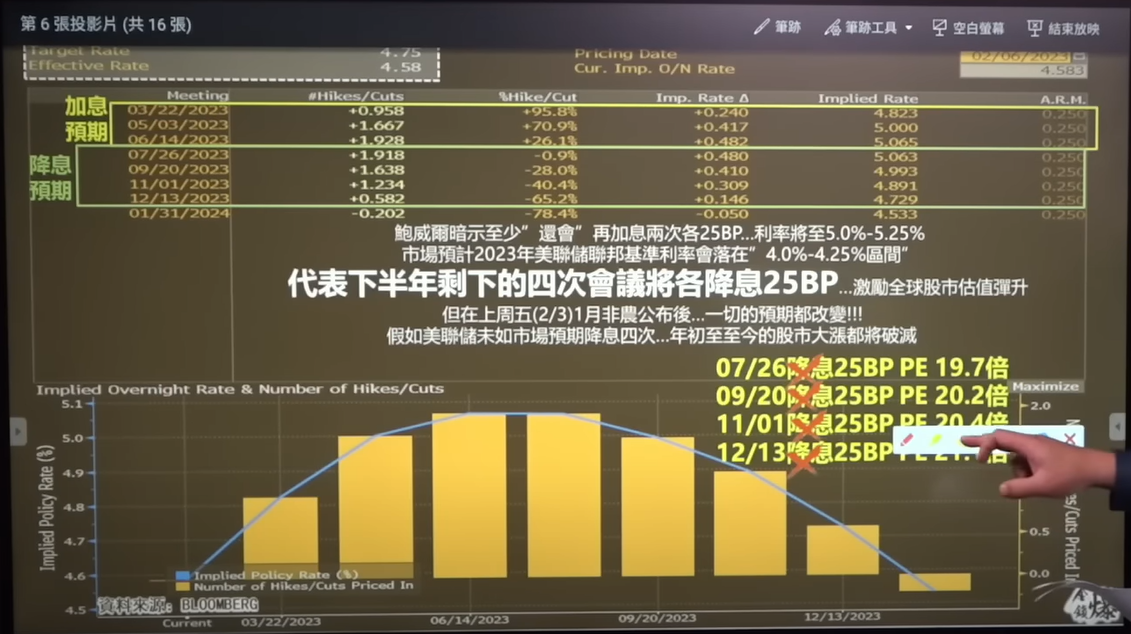 第 6 張投影片 (共 16 張)
筆跡 筆跡工具 空白螢幕 結束放映
Target Rate 4.75 Pricing Date 02/06/2023
Effective Rate 4.58 Cur. Imp. O/N Rate 4.583
加息預期
降息預期
Meeting #Hikes/Cuts %Hike/Cut Imp. Rate Δ Implied Rate A.R.M.
03/22/2023 +0.958 +95.8% +0.240 4.823 0.250
05/03/2023 +1.667 +70.9% +0.417 5.000 0.250
06/14/2023 +1.928 +26.1% +0.482 5.065 0.250
07/26/2023 +1.918 -0.9% +0.480 5.063 0.250
09/20/2023 +1.638 -28.0% +0.410 4.993 0.250
11/01/2023 +1.234 -40.4% +0.309 4.891 0.250
12/13/2023 +0.582 -65.2% +0.146 4.729 0.250
01/31/2024 -0.202 -78.4% -0.050 4.533 0.250
鮑威爾暗示至少”還會”再加息兩次各25BP...利率將至5.0%-5.25%
市場預計2023年美聯儲聯邦基準利率會落在”4.0%-4.25%區間”
代表下半年剩下的四次會議將各降息25BP...激勵全球股市估值彈升
但在上周五(2/3)1月非農公布後...一切的預期都改變!!!
假如美聯儲未如市場預期降息四次...年初至至今的股市大漲都將破滅
07/26降息25BP PE 19.7倍
09/20降息25BP PE 20.2倍
11/01降息25BP PE 20.4倍
12/13降息25BP PE
Implied Overnight Rate & Number of Hikes/Cuts
Maximize
5.1
5.0
4.9
4.8
4.7
4.6
4.5
Implied Policy Rate (%)
2.0
0.5
0.0
Implied Policy Rate (%)
Number of Hikes/Cuts Priced In
資料來源: BLOOMBERG
Current 03/22/2023 06/14/2023 09/20/2023 12/13/2023